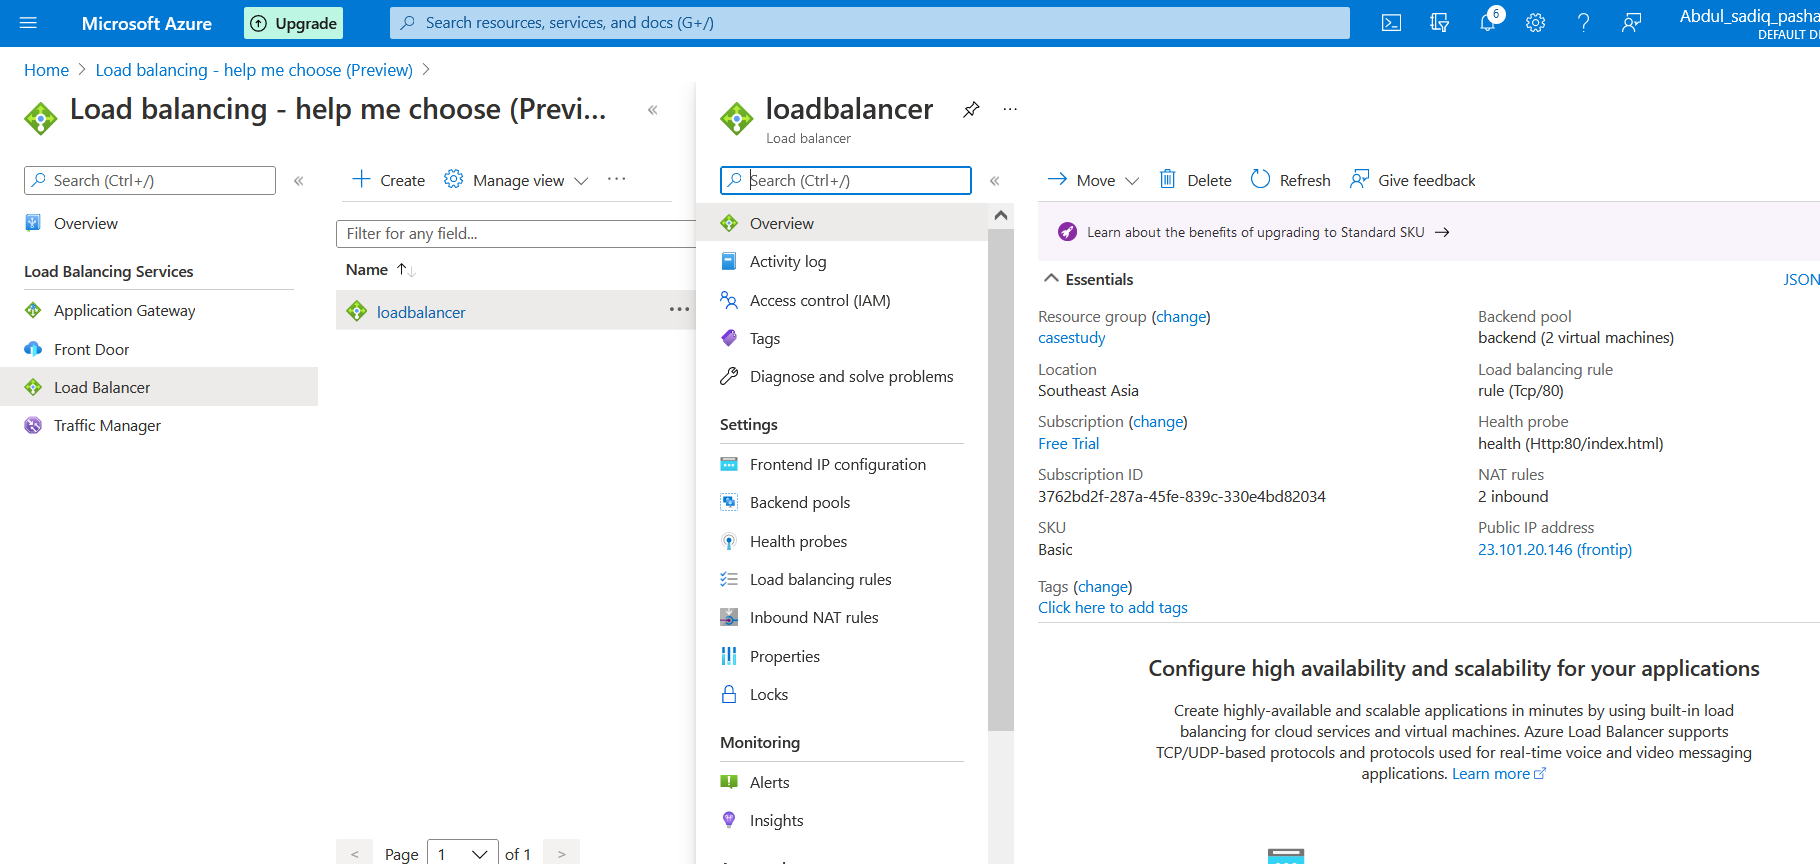 Microsoft Azure
Upgrade
Search resources, services, and docs (G+/)
6
Abdul_sadiq_pasha
DEFAULT DI
Home > Load balancing - help me choose (Preview) >
Load balancing - help me choose (Previ...
«
Search (Ctrl+/)
«
Overview
Load Balancing Services
Application Gateway
Front Door
Load Balancer
Traffic Manager
+ Create
Manage view
...
Filter for any field...
Name ↑↓
loadbalancer
...
< Page 1 of 1 >
loadbalancer
...
Load balancer
Search (Ctrl+/)
«
Overview
Activity log
Access control (IAM)
Tags
Diagnose and solve problems
Settings
Frontend IP configuration
Backend pools
Health probes
Load balancing rules
Inbound NAT rules
Properties
Locks
Monitoring
Alerts
Insights
→ Move
Delete
Refresh
Give feedback
Learn about the benefits of upgrading to Standard SKU →
Essentials
JSON
Resource group (change)
casestudy
Location
Southeast Asia
Subscription (change)
Free Trial
Subscription ID
3762bd2f-287a-45fe-839c-330e4bd82034
SKU
Basic
Backend pool
backend (2 virtual machines)
Load balancing rule
rule (Tcp/80)
Health probe
health (Http:80/index.html)
NAT rules
2 inbound
Public IP address
23.101.20.146 (frontip)
Tags (change)
Click here to add tags
Configure high availability and scalability for your applications
Create highly-available and scalable applications in minutes by using built-in load
balancing for cloud services and virtual machines. Azure Load Balancer supports
TCP/UDP-based protocols and protocols used for real-time voice and video messaging
applications. Learn more